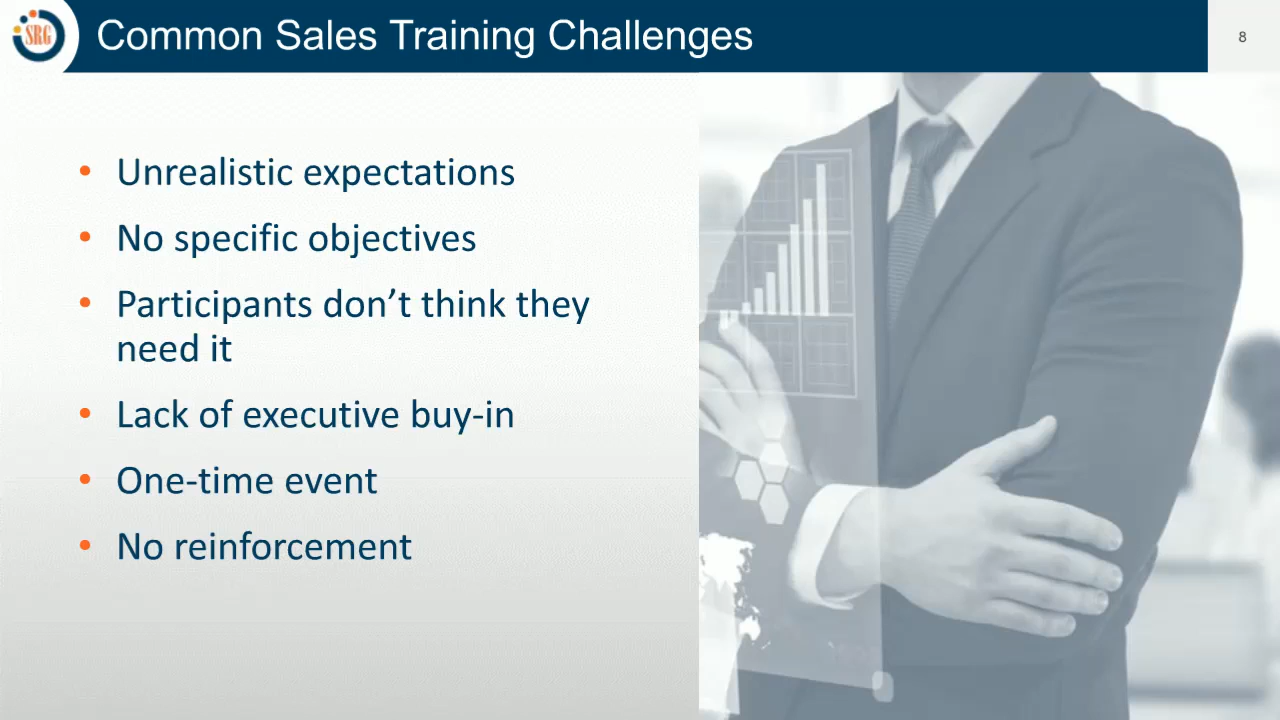 SRG
Common Sales Training Challenges
8
• Unrealistic expectations
• No specific objectives
• Participants don’t think they
need it
• Lack of executive buy-in
• One-time event
• No reinforcement